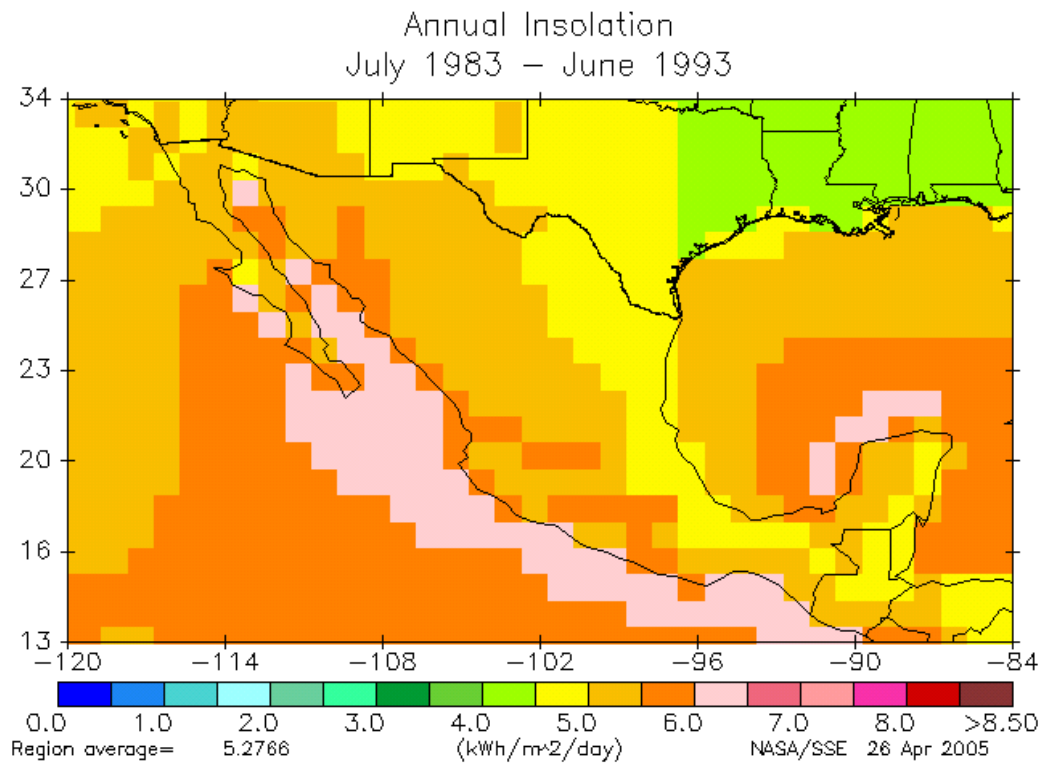 Annual Insolation
July 1983 – June 1993
34
30
27
23
20
16
13
−120 −114 −108 −102 −96 −90 −84
0.0 1.0 2.0 3.0 4.0 5.0 6.0 7.0 8.0 >8.50
Region average= 5.2766 (kWh/m^2/day) NASA/SSE 26 Apr 2005